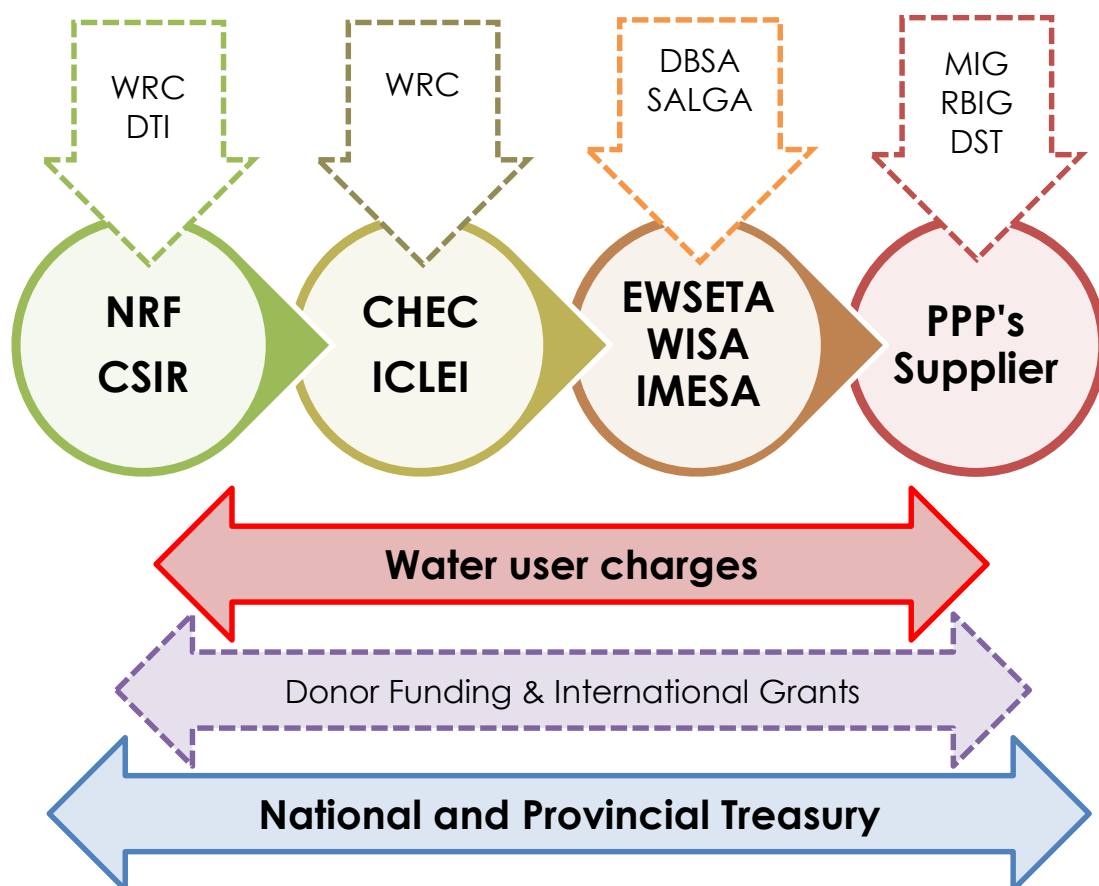 WRC
DTI
WRC
DBSA
SALGA
MIG
RBIG
DST
NRF
CSIR
CHEC
ICLEI
EWSETA
WISA
IMESA
PPP's
Supplier
Water user charges
Donor Funding & International Grants
National and Provincial Treasury